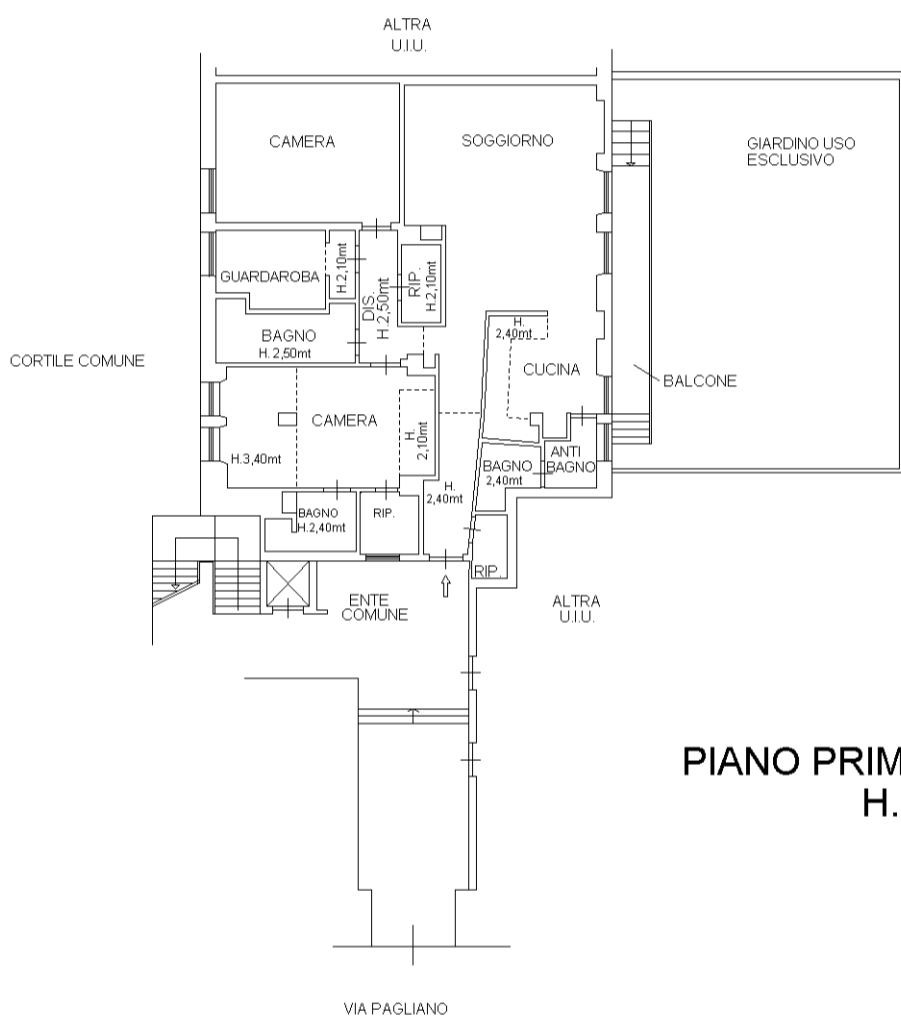 ALTRA
U.I.U.
CAMERA
SOGGIORNO
GIARDINO USO
ESCLUSIVO
GUARDAROBA
H.2,10mt
DIS.
H.2,50mt
RIP.
H.2,10mt
BAGNO
H. 2,50mt
H.
2,40mt
CUCINA
CORTILE COMUNE
BALCONE
CAMERA
H.
2,10mt
H.3,40mt
ANTI
BAGNO
BAGNO
2,40mt
H.
2,40mt
BAGNO
H.2,40mt
RIP.
RIP.
ENTE
COMUNE
ALTRA
U.I.U.
PIANO PRIM
H.
VIA PAGLIANO